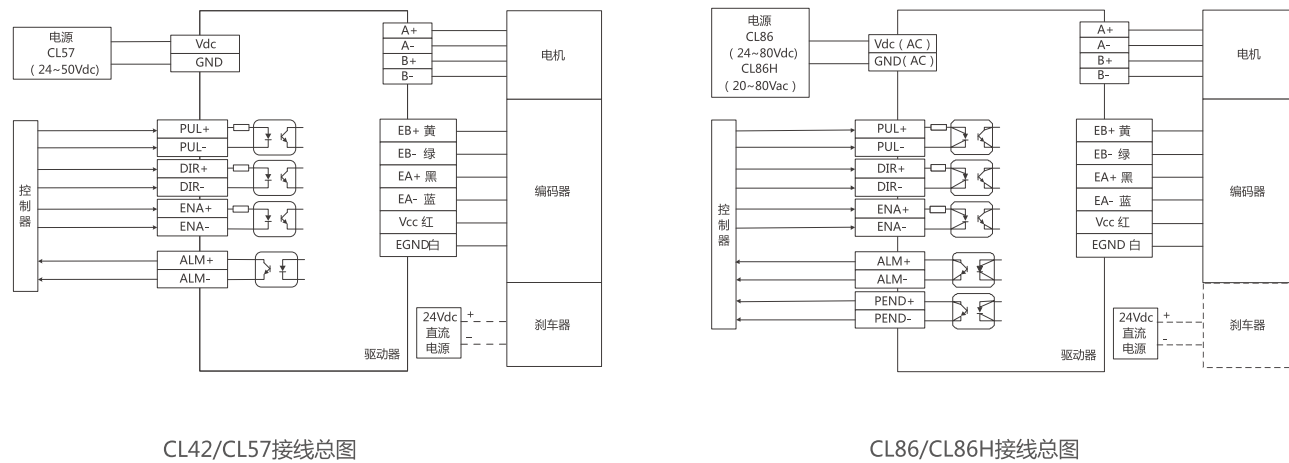 电源
CL57
( 24~50Vdc)
Vdc
GND
A+
A-
B+
B-
电机
控制器
PUL+
PUL-
DIR+
DIR-
ENA+
ENA-
ALM+
ALM-
EB+ 黄
EB- 绿
EA+ 黑
EA- 蓝
Vcc 红
EGND白
编码器
24Vdc
直流
电源
+
-
刹车器
驱动器
CL42/CL57接线总图
电源
CL86
( 24~80Vdc)
CL86H
( 20~80Vac )
Vdc ( AC )
GND( AC)
A+
A-
B+
B-
电机
控制器
PUL+
PUL-
DIR+
DIR-
ENA+
ENA-
ALM+
ALM-
PEND+
PEND-
EB+ 黄
EB- 绿
EA+ 黑
EA- 蓝
Vcc 红
EGND 白
编码器
24Vdc
直流
电源
+
-
刹车器
驱动器
CL86/CL86H接线总图